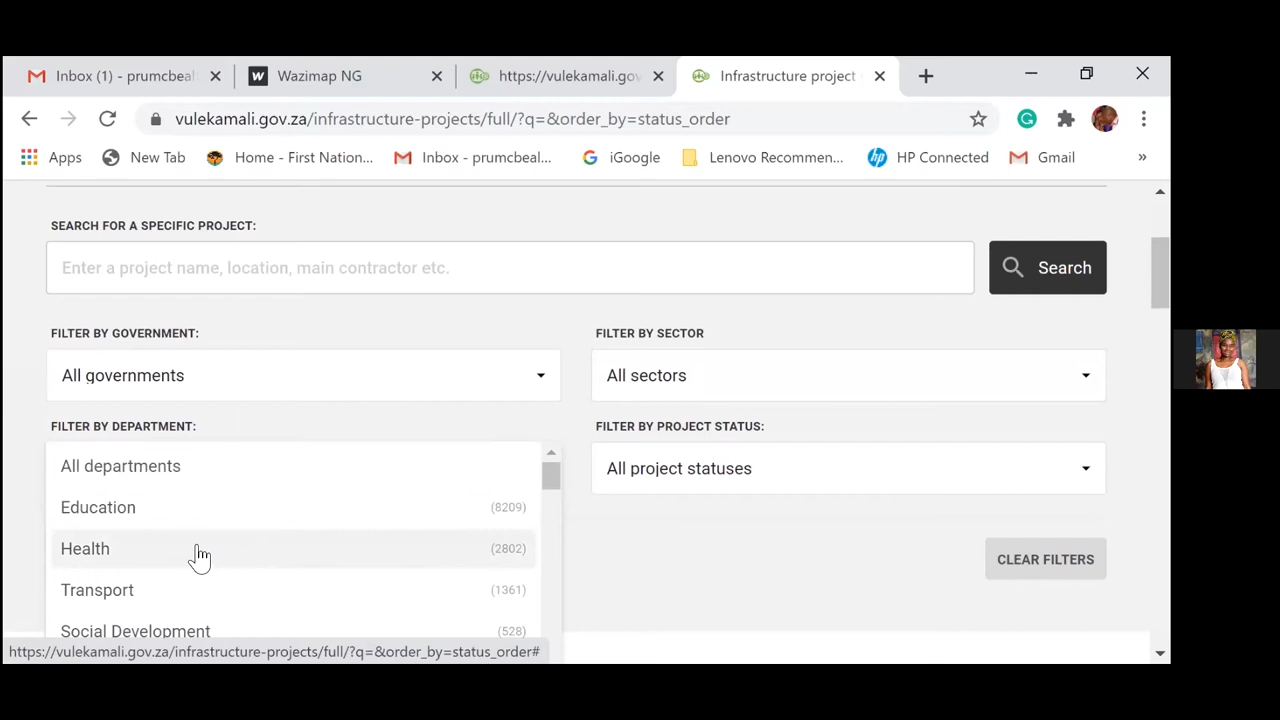 Inbox (1) - prumcbeal
Wazimap NG
https://vulekamali.gov
Infrastructure project
vulekamali.gov.za/infrastructure-projects/full/?q=&order_by=status_order
Apps New Tab Home - First Nation... Inbox - prumcbeal... iGoogle Lenovo Recommen... HP Connected Gmail »
SEARCH FOR A SPECIFIC PROJECT:
Enter a project name, location, main contractor etc.
Search
FILTER BY GOVERNMENT:
FILTER BY SECTOR
All governments
All sectors
FILTER BY DEPARTMENT:
FILTER BY PROJECT STATUS:
All departments
All project statuses
Education (8209)
Health (2802)
CLEAR FILTERS
Transport (1361)
Social Development (528)
https://vulekamali.gov.za/infrastructure-projects/full/?q=&order_by=status_order#